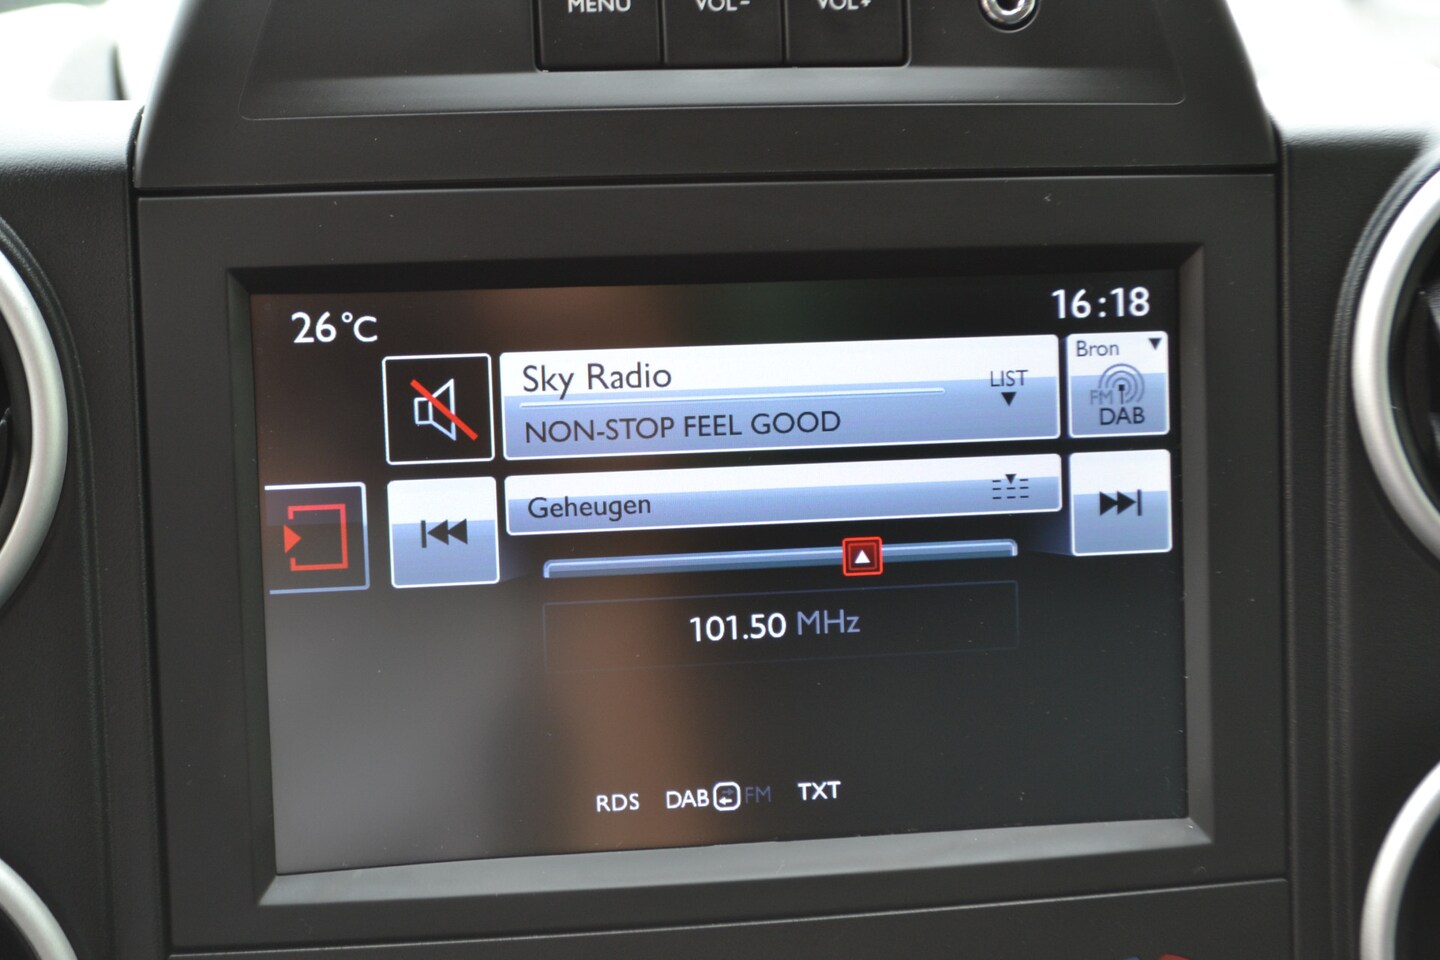 MENU
VOL-
VOL+
26°C
16:18
Sky Radio
LIST
NON-STOP FEEL GOOD
Bron
FM
DAB
Geheugen
101.50 MHz
RDS
DAB FM
TXT